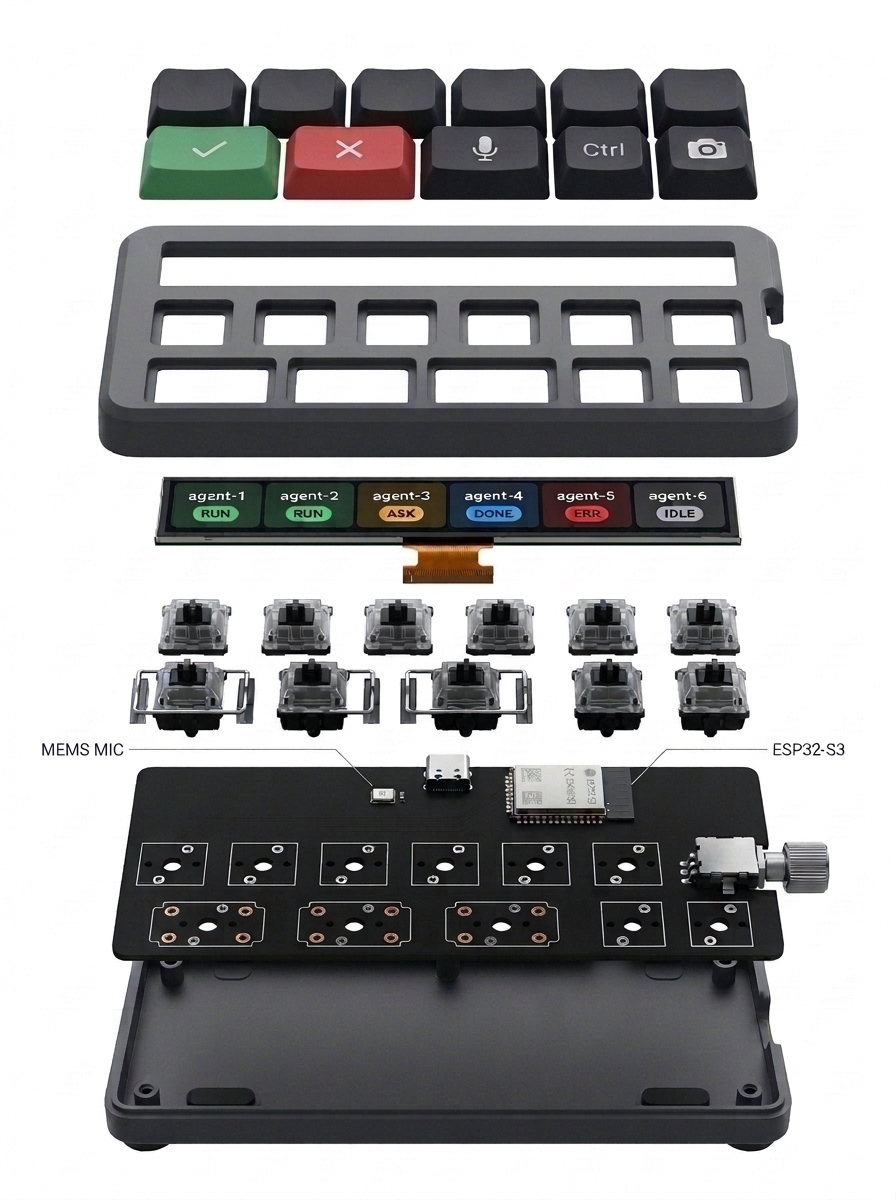 Ctrl
agent-1 agent-2 agent-3 agent-4 agent-5 agent-6
RUN RUN ASK DONE ERR IDLE
MEMS MIC
ESP32-S3